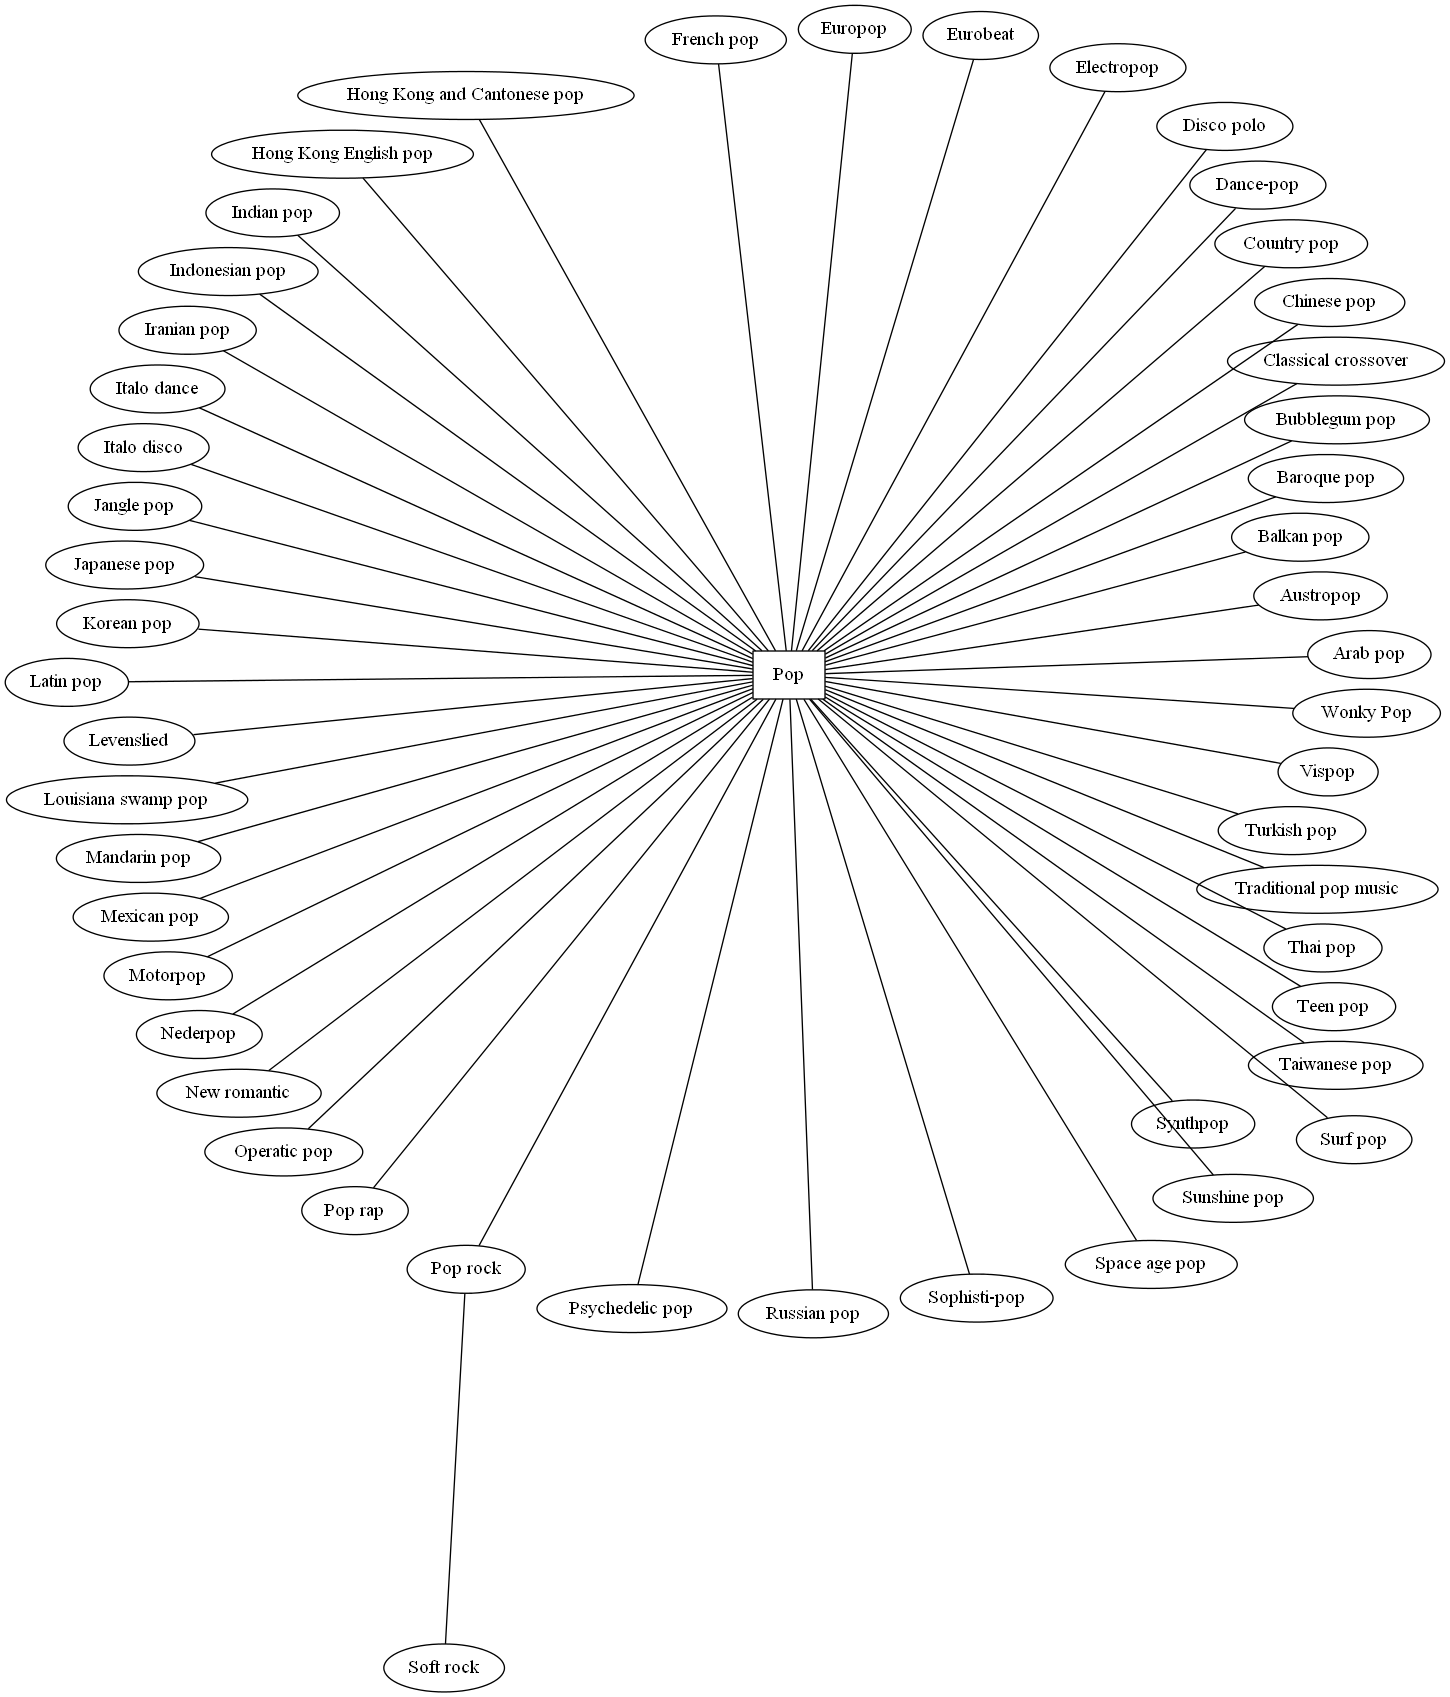 French pop
Europop
Eurobeat
Electropop
Hong Kong and Cantonese pop
Disco polo
Hong Kong English pop
Dance-pop
Indian pop
Country pop
Indonesian pop
Chinese pop
Iranian pop
Classical crossover
Italo dance
Bubblegum pop
Italo disco
Baroque pop
Jangle pop
Balkan pop
Japanese pop
Austropop
Korean pop
Arab pop
Pop
Latin pop
Wonky Pop
Levenslied
Vispop
Louisiana swamp pop
Turkish pop
Mandarin pop
Traditional pop music
Mexican pop
Thai pop
Motorpop
Teen pop
Nederpop
Taiwanese pop
New romantic
Synthpop
Surf pop
Operatic pop
Sunshine pop
Pop rap
Space age pop
Pop rock
Sophisti-pop
Psychedelic pop
Russian pop
Soft rock